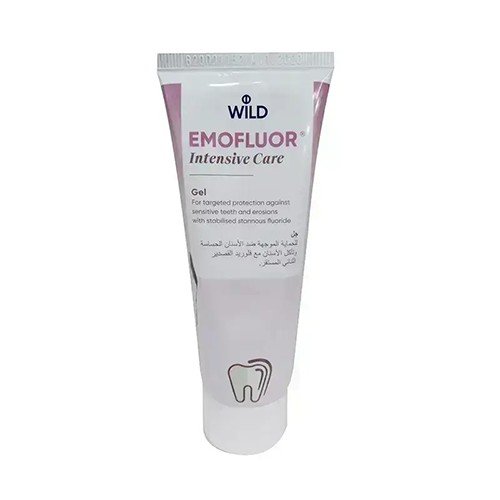 WILD
EMOFLUOR®
Intensive Care
Gel
For targeted protection against
sensitive teeth and erosions
with stabilised stannous fluoride
جل
للحماية الموجهة ضد الأسنان الحساسة
وتآكل الأسنان مع فلوريد القصدير
الثنائي المستقر.